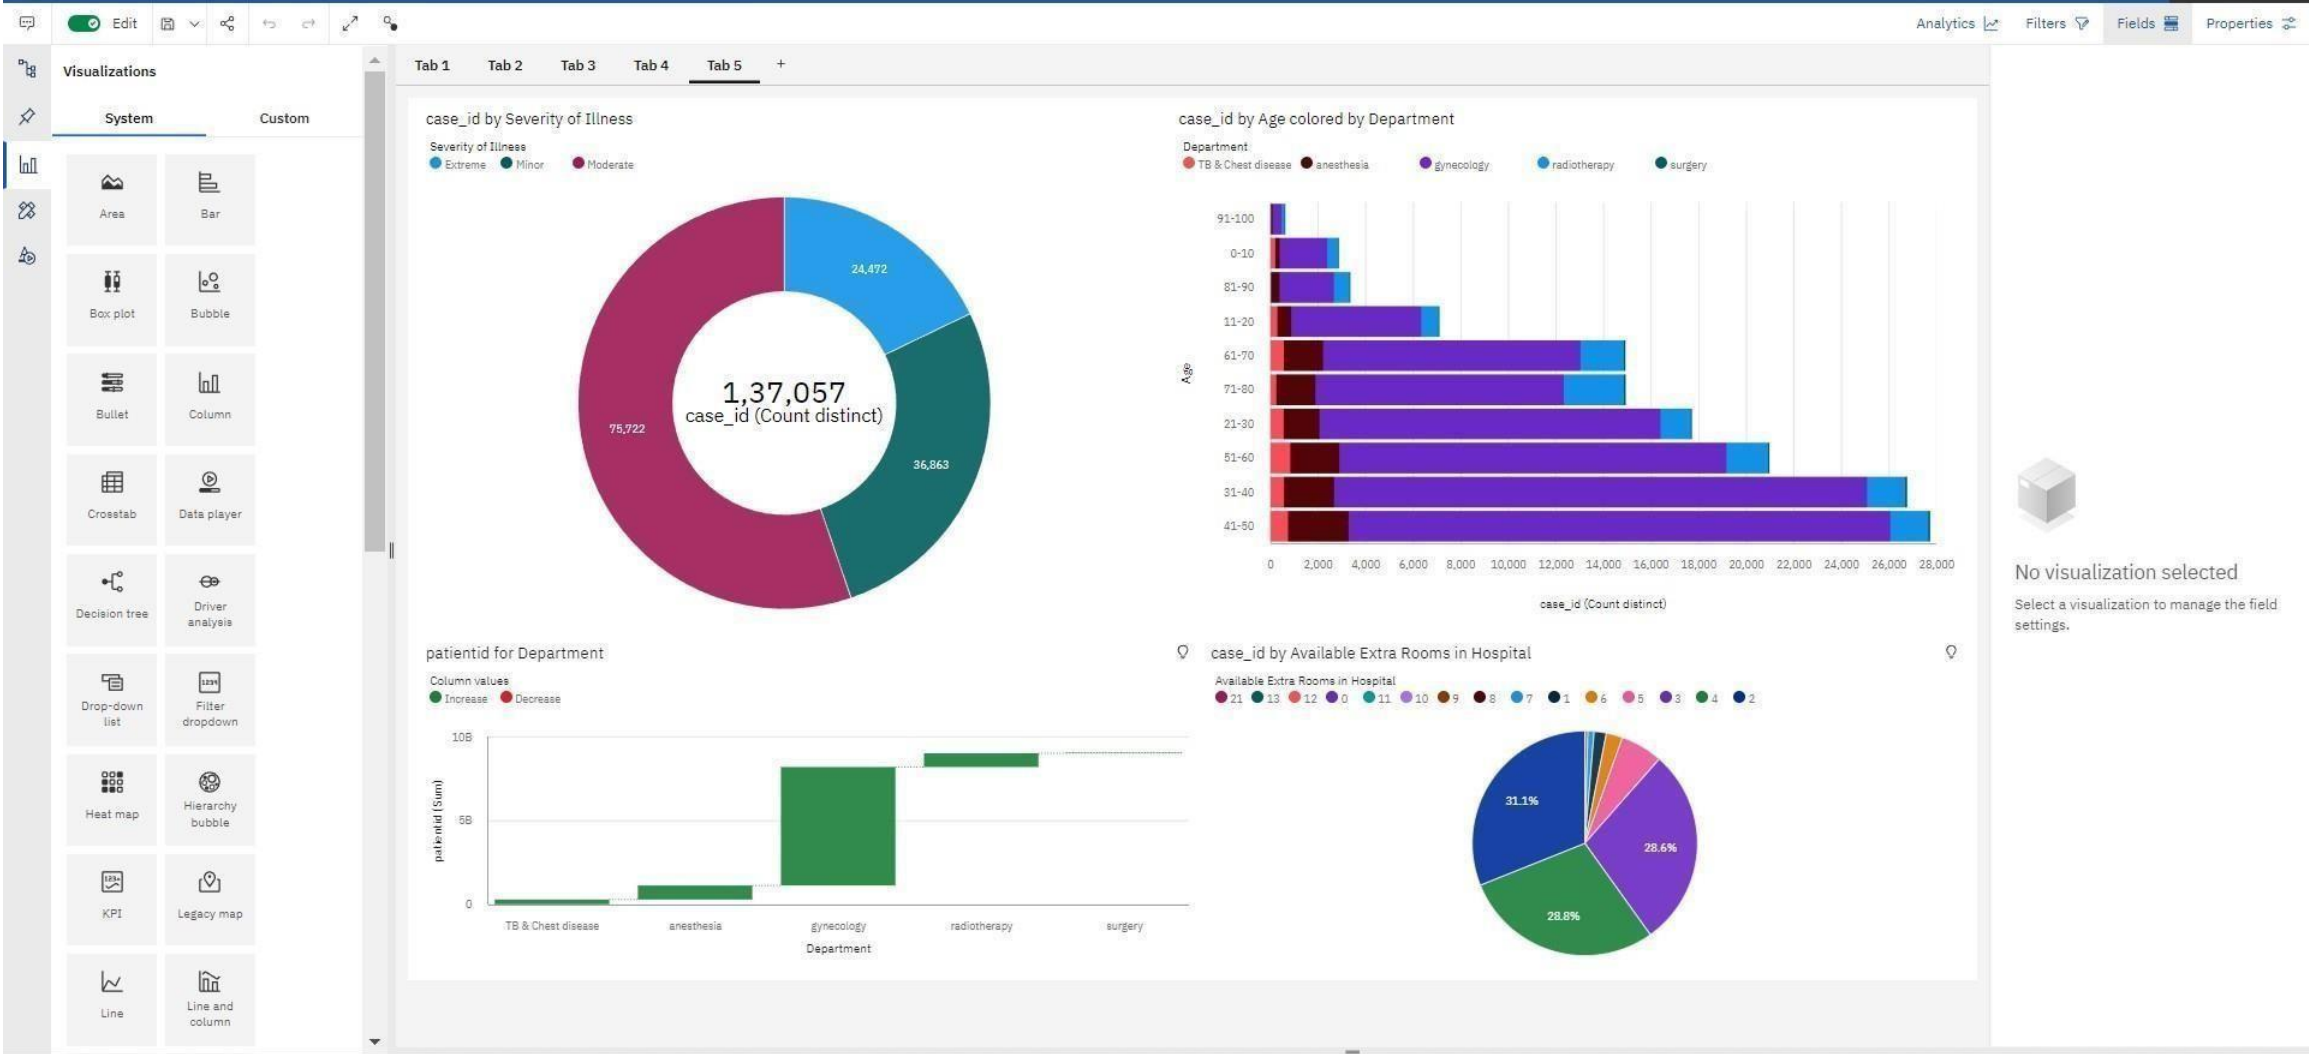 Edit
Analytics
Filters
Fields
Properties
Visualizations
System Custom
Area Bar
Box plot Bubble
Bullet Column
Crosstab Data player
Decision tree Driver analysis
Drop-down list Filter dropdown
Heat map Hierarchy bubble
KPI Legacy map
Line Line and column
Tab 1 Tab 2 Tab 3 Tab 4 Tab 5 +
case_id by Severity of Illness
Severity of Illness
Extreme Minor Moderate
24,472
1,37,057
case_id (Count distinct)
75,722
36,863
case_id by Age colored by Department
Department
TB & Chest disease anesthesia gynecology radiotherapy surgery
91-100
0-10
81-90
11-20
61-70
Age
71-80
21-30
51-60
31-40
41-50
0 2,000 4,000 6,000 8,000 10,000 12,000 14,000 16,000 18,000 20,000 22,000 24,000 26,000 28,000
case_id (Count distinct)
patientid for Department
Column values
Increase Decrease
10B
patientid (Sum)
5B
0
TB & Chest disease anesthesia gynecology radiotherapy surgery
Department
case_id by Available Extra Rooms in Hospital
Available Extra Rooms in Hospital
21 13 12 0 11 10 9 8 7 1 6 5 3 4 2
31.1%
28.6%
28.8%
No visualization selected
Select a visualization to manage the field
settings.